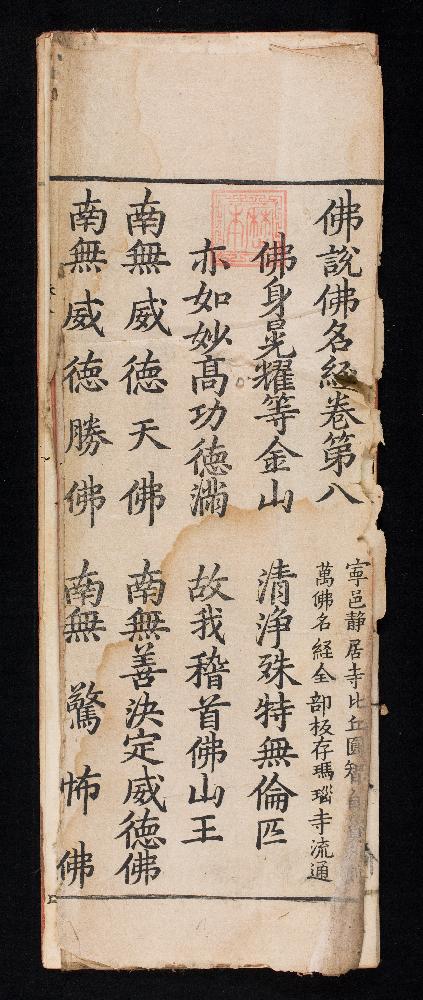 佛說佛名經卷第八
寧邑靜居寺比丘圓智
萬佛名經全部板存瑪瑙寺流通
佛身晃耀等金山 清淨殊特無倫匹
亦如妙高功德滿 故我稽首佛山王
南無威德天佛 南無善決定威德佛
南無威德勝佛 南無驚怖佛